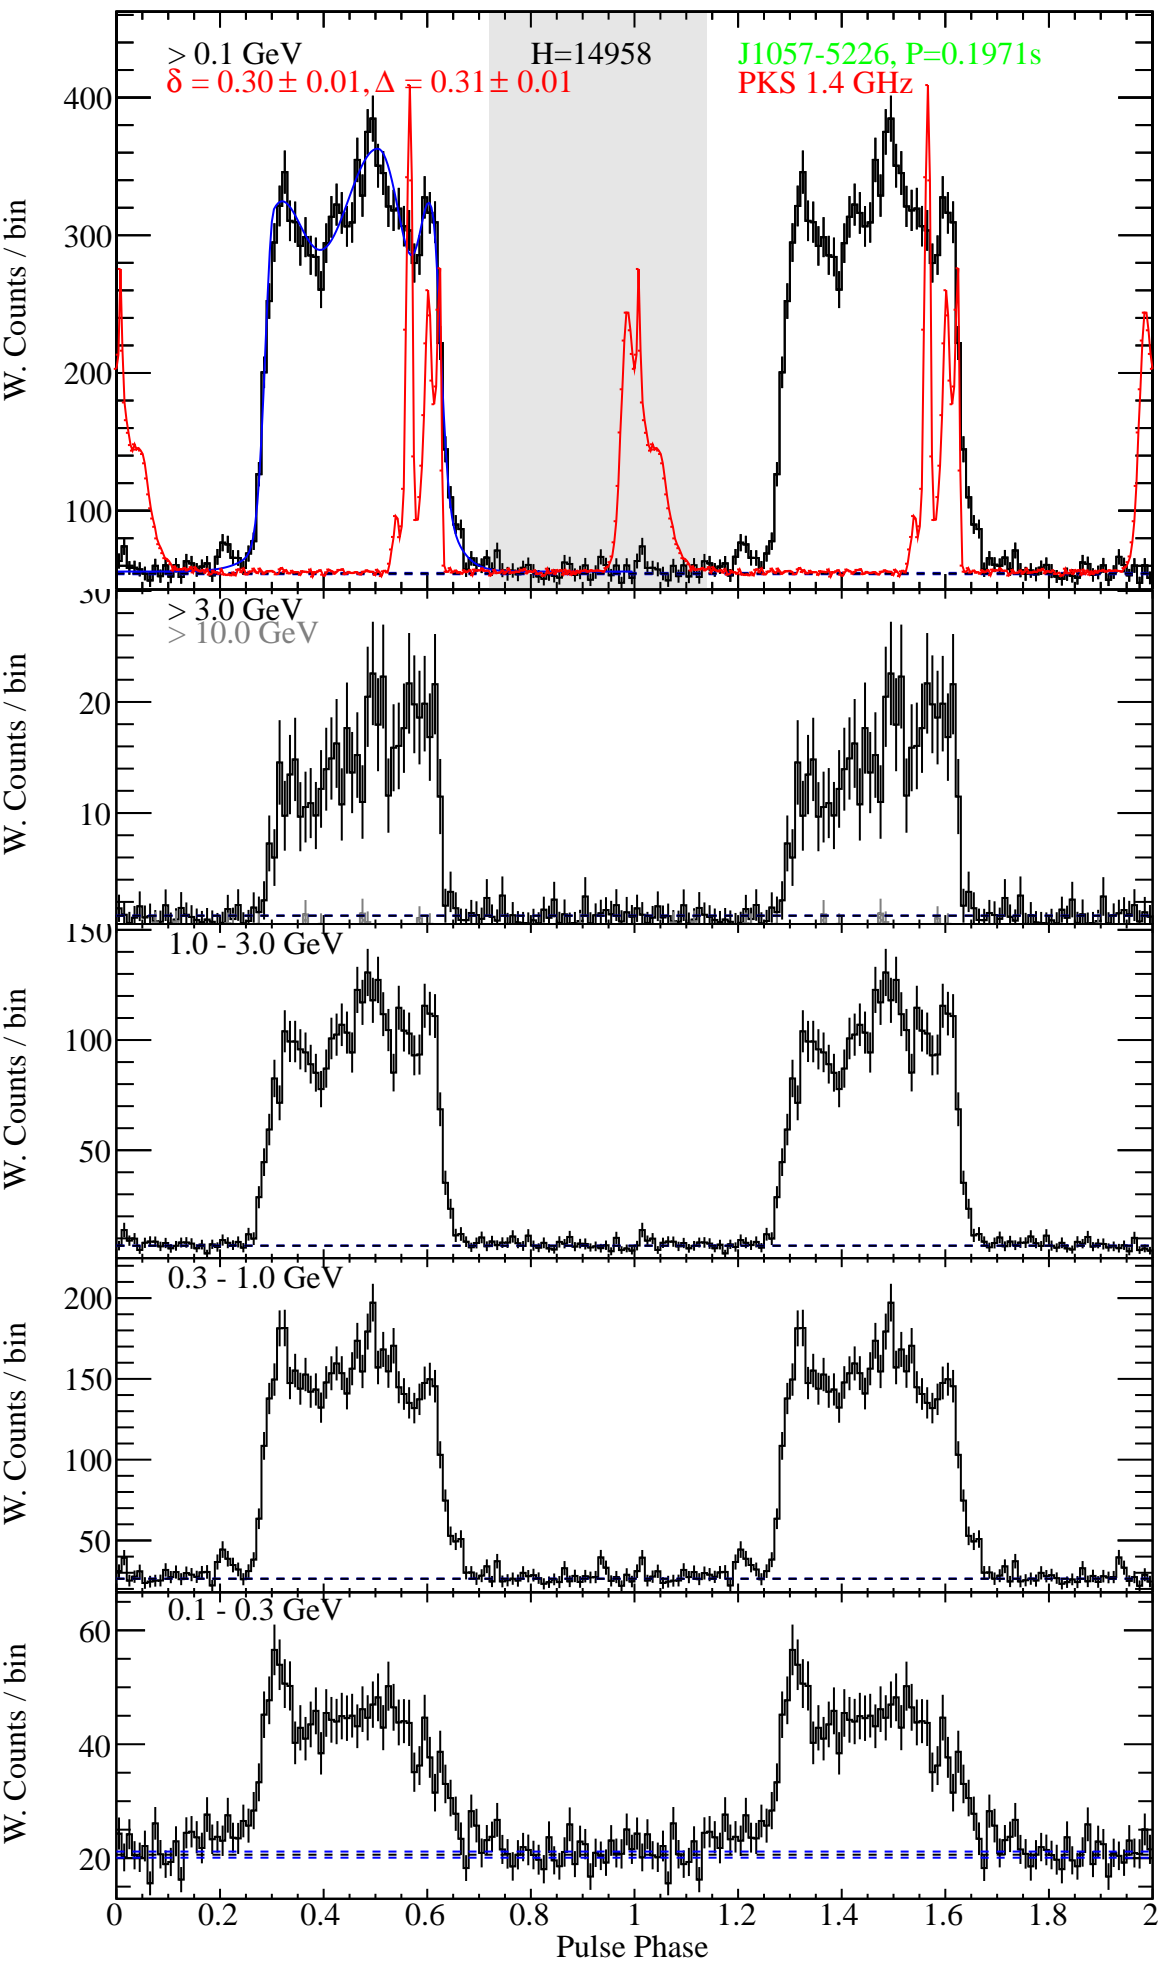 > 0.1 GeV
H=14958
J1057-5226, P=0.1971s
δ = 0.30 ± 0.01, Δ = 0.31 ± 0.01
PKS 1.4 GHz
W. Counts / bin
400
300
200
100
> 3.0 GeV
> 10.0 GeV
W. Counts / bin
30
20
10
1.0 - 3.0 GeV
W. Counts / bin
150
100
50
0.3 - 1.0 GeV
W. Counts / bin
200
150
100
50
0.1 - 0.3 GeV
W. Counts / bin
60
40
20
0 0.2 0.4 0.6 0.8 1 1.2 1.4 1.6 1.8 2
Pulse Phase